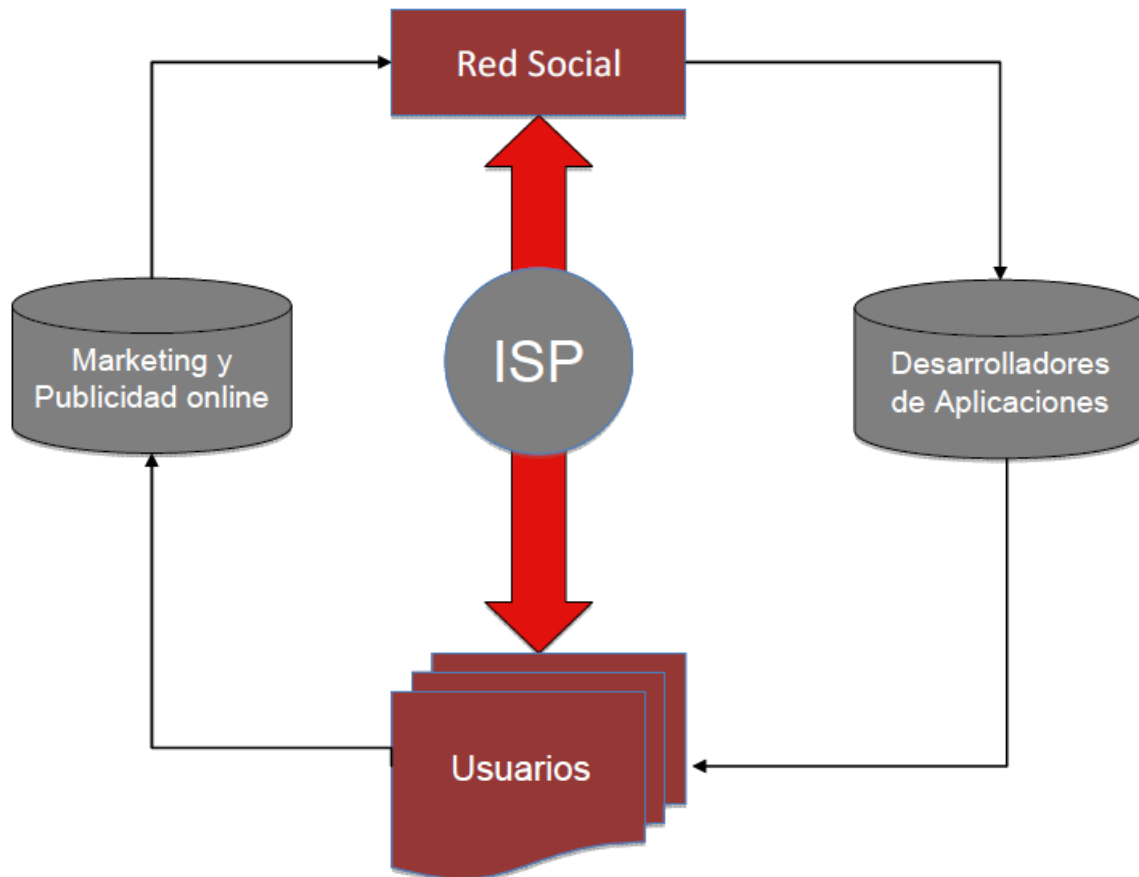 Red Social
Marketing y
Publicidad online
ISP
Desarrolladores
de Aplicaciones
Usuarios